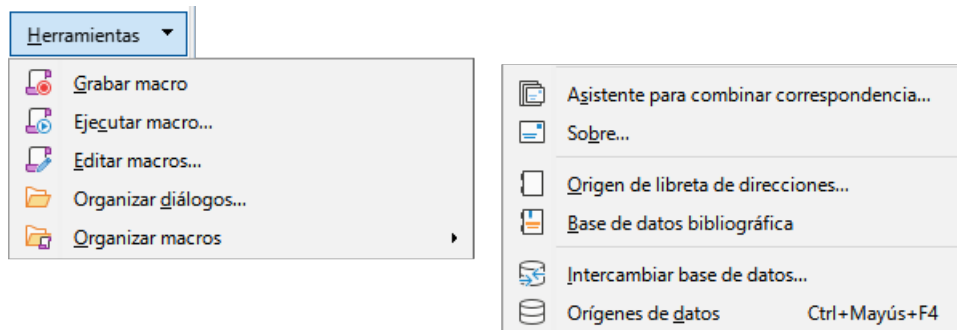 Herramientas
Grabar macro
Ejecutar macro...
Editar macros...
Organizar diálogos...
Organizar macros
Asistente para combinar correspondencia...
Sobre...
Origen de libreta de direcciones...
Base de datos bibliográfica
Intercambiar base de datos...
Orígenes de datos Ctrl+Mayús+F4